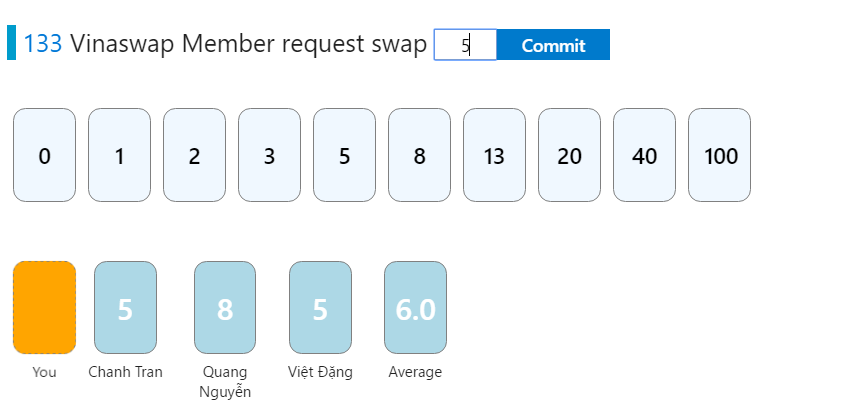 133 Vinaswap Member request swap 5 Commit
0 1 2 3 5 8 13 20 40 100
5 8 5 6.0
You Chanh Tran Quang Việt Đặng Average
Nguyễn